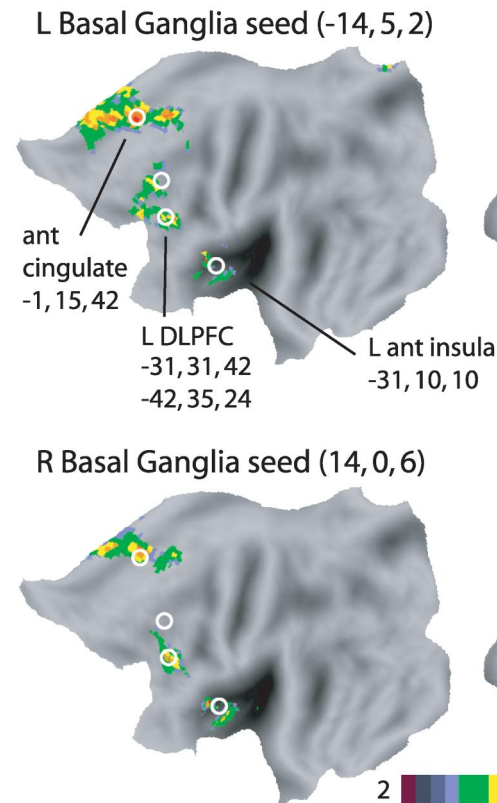 L Basal Ganglia seed (-14, 5, 2)
ant
cingulate
-1, 15, 42
L DLPFC
-31, 31, 42
-42, 35, 24
L ant insula
-31, 10, 10
R Basal Ganglia seed (14, 0, 6)
2